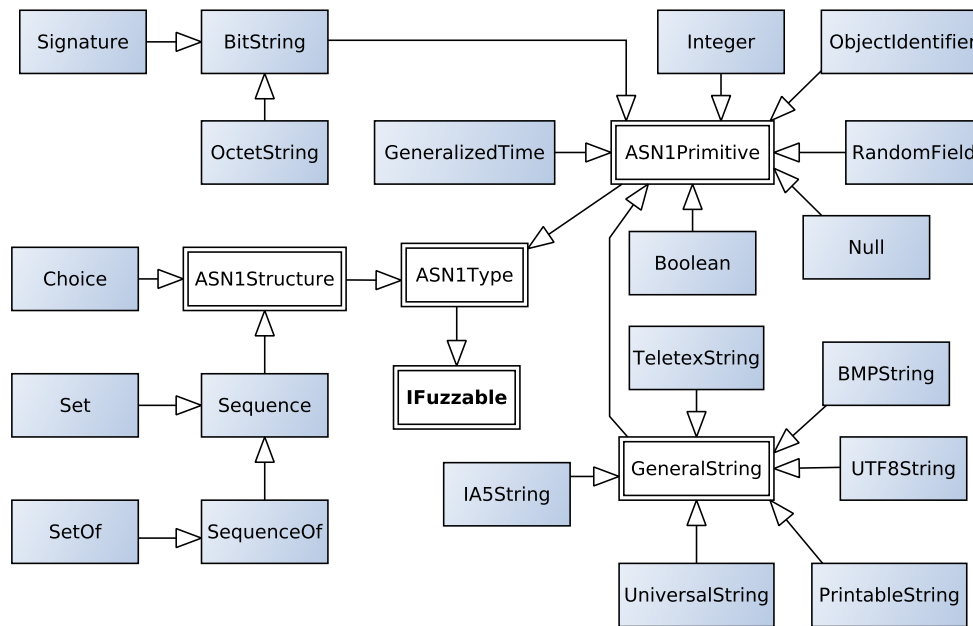 Signature
BitString
Integer
ObjectIdentifier
OctetString
GeneralizedTime
ASN1Primitive
RandomField
Null
Boolean
Choice
ASN1Structure
ASN1Type
TeletexString
BMPString
IFuzzable
Set
Sequence
GeneralString
UTF8String
IA5String
SetOf
SequenceOf
UniversalString
PrintableString